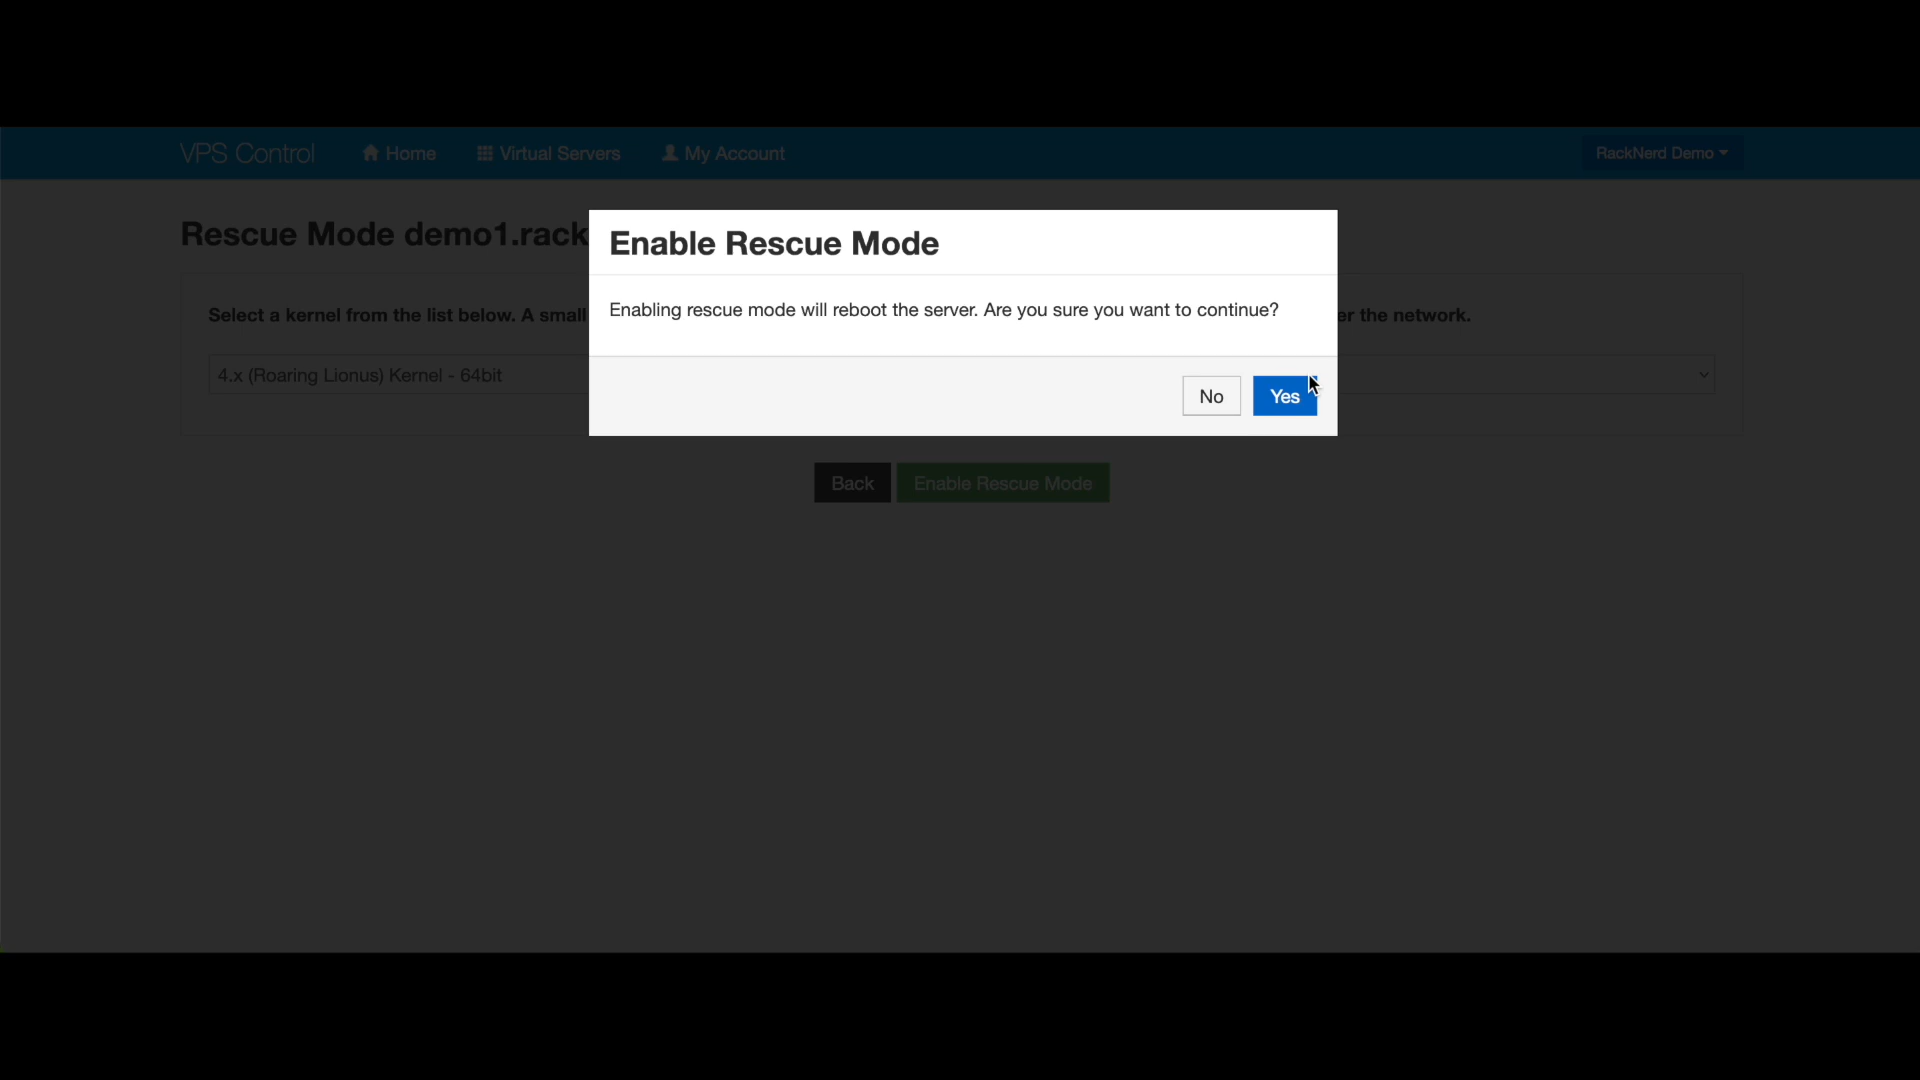 VPS Control Home Virtual Servers My Account RackNerd Demo
Rescue Mode demo1.rack
Enable Rescue Mode
Enabling rescue mode will reboot the server. Are you sure you want to continue?
Select a kernel from the list below. A small er the network.
4.x (Roaring Lionus) Kernel - 64bit
No Yes
Back Enable Rescue Mode